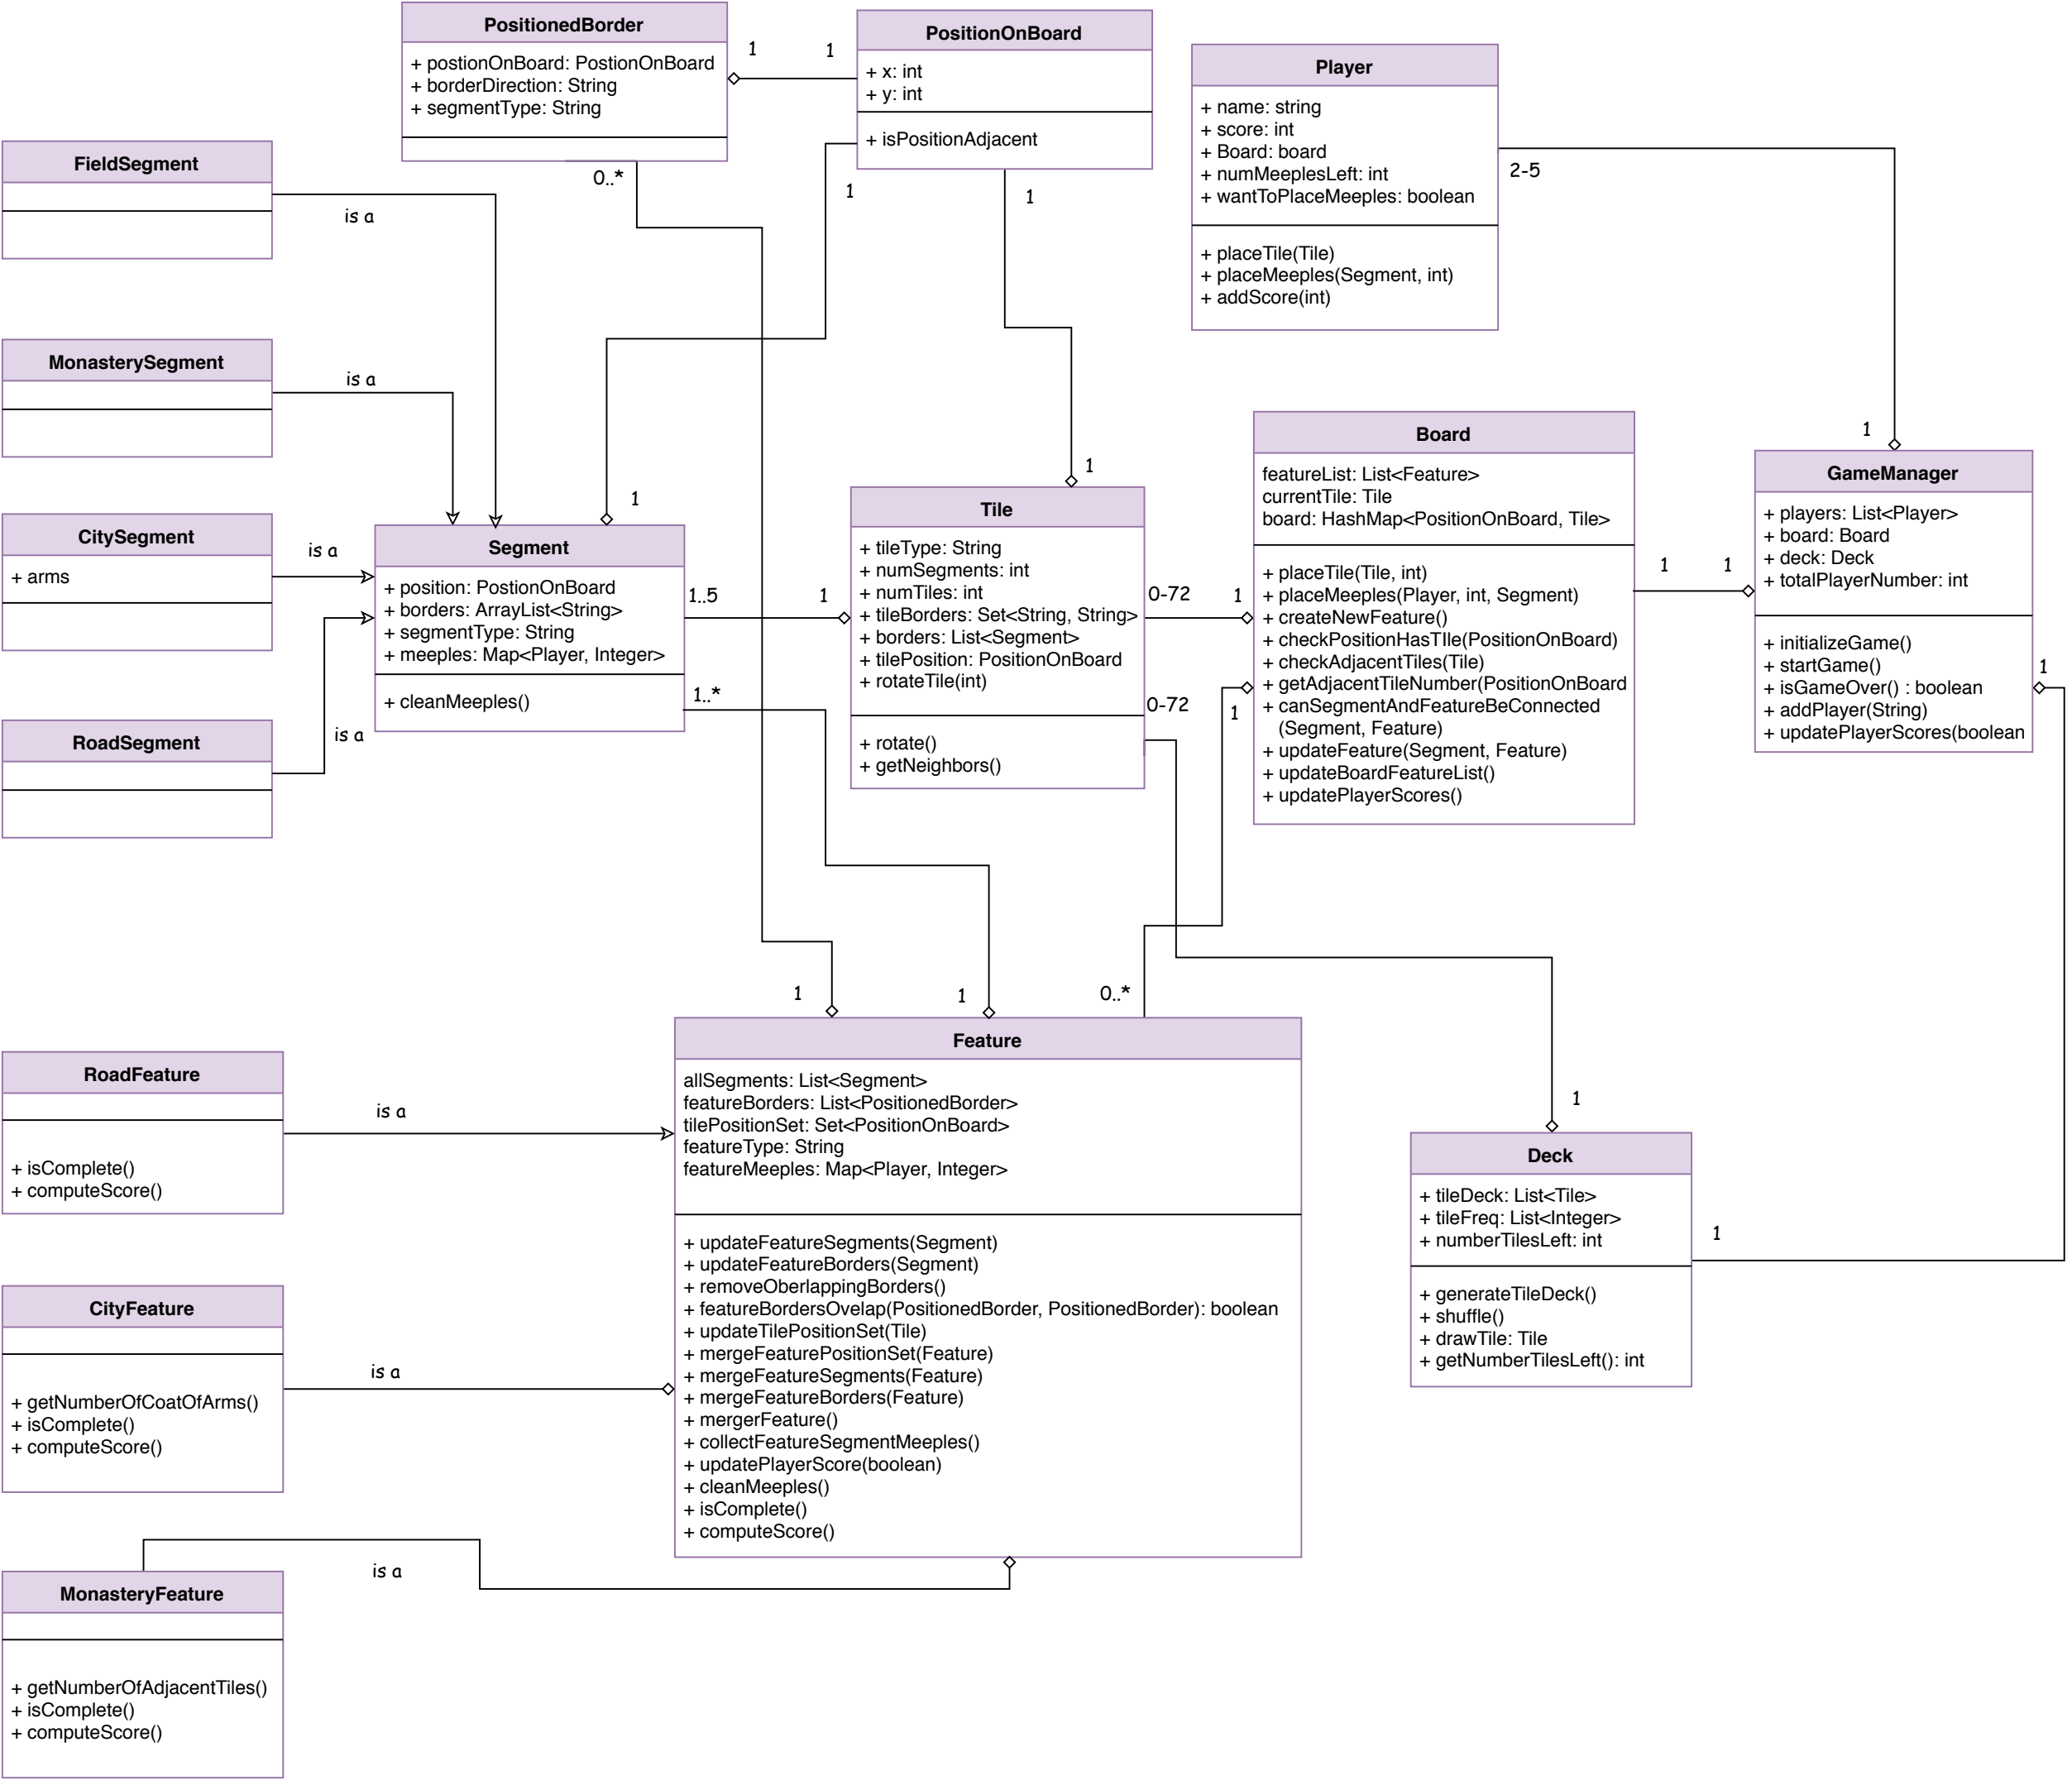 PositionedBorder
+ postionOnBoard: PostionOnBoard
+ borderDirection: String
+ segmentType: String
1
1
PositionOnBoard
+ x: int
+ y: int
+ isPositionAdjacent
Player
+ name: string
+ score: int
+ Board: board
+ numMeeplesLeft: int
+ wantToPlaceMeeples: boolean
+ placeTile(Tile)
+ placeMeeples(Segment, int)
+ addScore(int)
2-5
0..*
1
1
FieldSegment
is a
MonasterySegment
is a
CitySegment
+ arms
is a
RoadSegment
is a
1
Segment
+ position: PostionOnBoard
+ borders: ArrayList<String>
+ segmentType: String
+ meeples: Map<Player, Integer>
+ cleanMeeples()
1..5
1
1..*
1
Tile
+ tileType: String
+ numSegments: int
+ numTiles: int
+ tileBorders: Set<String, String>
+ borders: List<Segment>
+ tilePosition: PositionOnBoard
+ rotateTile(int)
+ rotate()
+ getNeighbors()
0-72
1
0-72
1
Board
featureList: List<Feature>
currentTile: Tile
board: HashMap<PositionOnBoard, Tile>
+ placeTile(Tile, int)
+ placeMeeples(Player, int, Segment)
+ createNewFeature()
+ checkPositionHasTIle(PositionOnBoard)
+ checkAdjacentTiles(Tile)
+ getAdjacentTileNumber(PositionOnBoard
+ canSegmentAndFeatureBeConnected
(Segment, Feature)
+ updateFeature(Segment, Feature)
+ updateBoardFeatureList()
+ updatePlayerScores()
1
1
1
GameManager
+ players: List<Player>
+ board: Board
+ deck: Deck
+ totalPlayerNumber: int
+ initializeGame()
+ startGame()
+ isGameOver() : boolean
+ addPlayer(String)
+ updatePlayerScores(boolean
1
1
1
0..*
Feature
allSegments: List<Segment>
featureBorders: List<PositionedBorder>
tilePositionSet: Set<PositionOnBoard>
featureType: String
featureMeeples: Map<Player, Integer>
+ updateFeatureSegments(Segment)
+ updateFeatureBorders(Segment)
+ removeOberlappingBorders()
+ featureBordersOvelap(PositionedBorder, PositionedBorder): boolean
+ updateTilePositionSet(Tile)
+ mergeFeaturePositionSet(Feature)
+ mergeFeatureSegments(Feature)
+ mergeFeatureBorders(Feature)
+ mergerFeature()
+ collectFeatureSegmentMeeples()
+ updatePlayerScore(boolean)
+ cleanMeeples()
+ isComplete()
+ computeScore()
RoadFeature
+ isComplete()
+ computeScore()
is a
CityFeature
+ getNumberOfCoatOfArms()
+ isComplete()
+ computeScore()
is a
MonasteryFeature
+ getNumberOfAdjacentTiles()
+ isComplete()
+ computeScore()
is a
1
Deck
+ tileDeck: List<Tile>
+ tileFreq: List<Integer>
+ numberTilesLeft: int
+ generateTileDeck()
+ shuffle()
+ drawTile: Tile
+ getNumberTilesLeft(): int
1